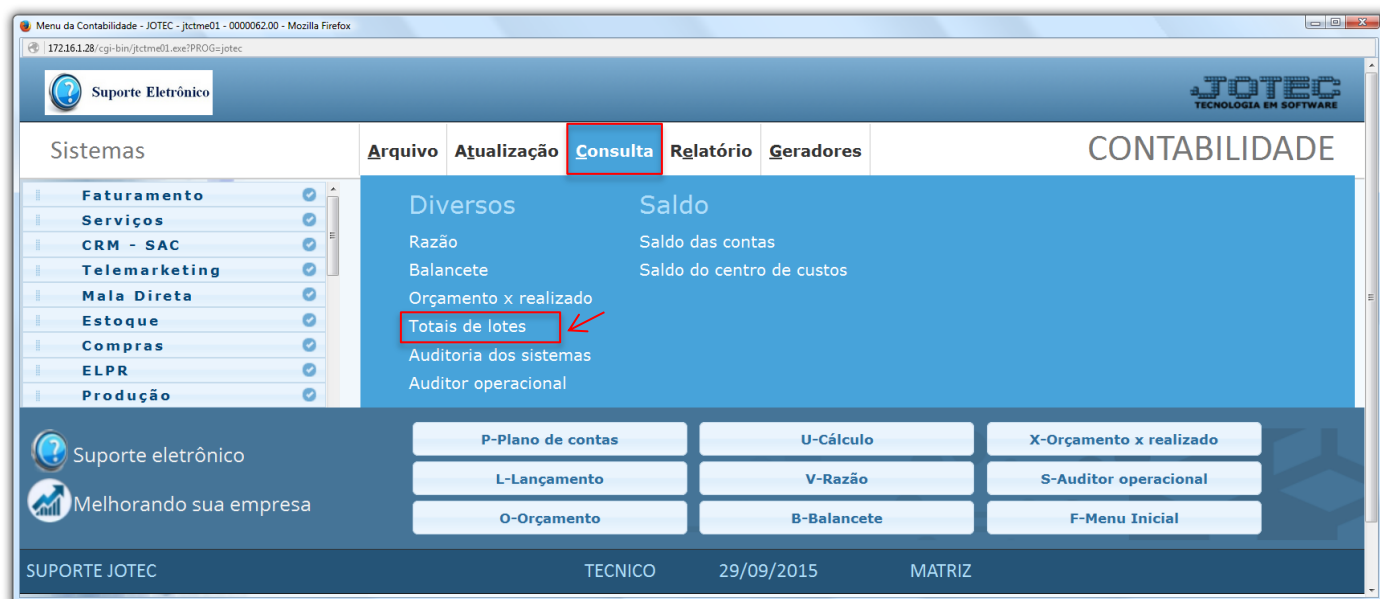 Menu da Contabilidade - JOTEC - jtctme01 - 0000062.00 - Mozilla Firefox
172.16.1.28/cgi-bin/jtctme01.exe?PROG=jotec
Suporte Eletrônico
JOTEC
TECNOLOGIA EM SOFTWARE
Sistemas
Arquivo Atualização Consulta Relatório Geradores
CONTABILIDADE
Faturamento
Serviços
CRM - SAC
Telemarketing
Mala Direta
Estoque
Compras
ELPR
Produção
Diversos
Razão
Balancete
Orçamento x realizado
Totais de lotes
Auditoria dos sistemas
Auditor operacional
Saldo
Saldo das contas
Saldo do centro de custos
Suporte eletrônico
Melhorando sua empresa
P-Plano de contas U-Cálculo X-Orçamento x realizado
L-Lançamento V-Razão S-Auditor operacional
O-Orçamento B-Balancete F-Menu Inicial
SUPORTE JOTEC TECNICO 29/09/2015 MATRIZ